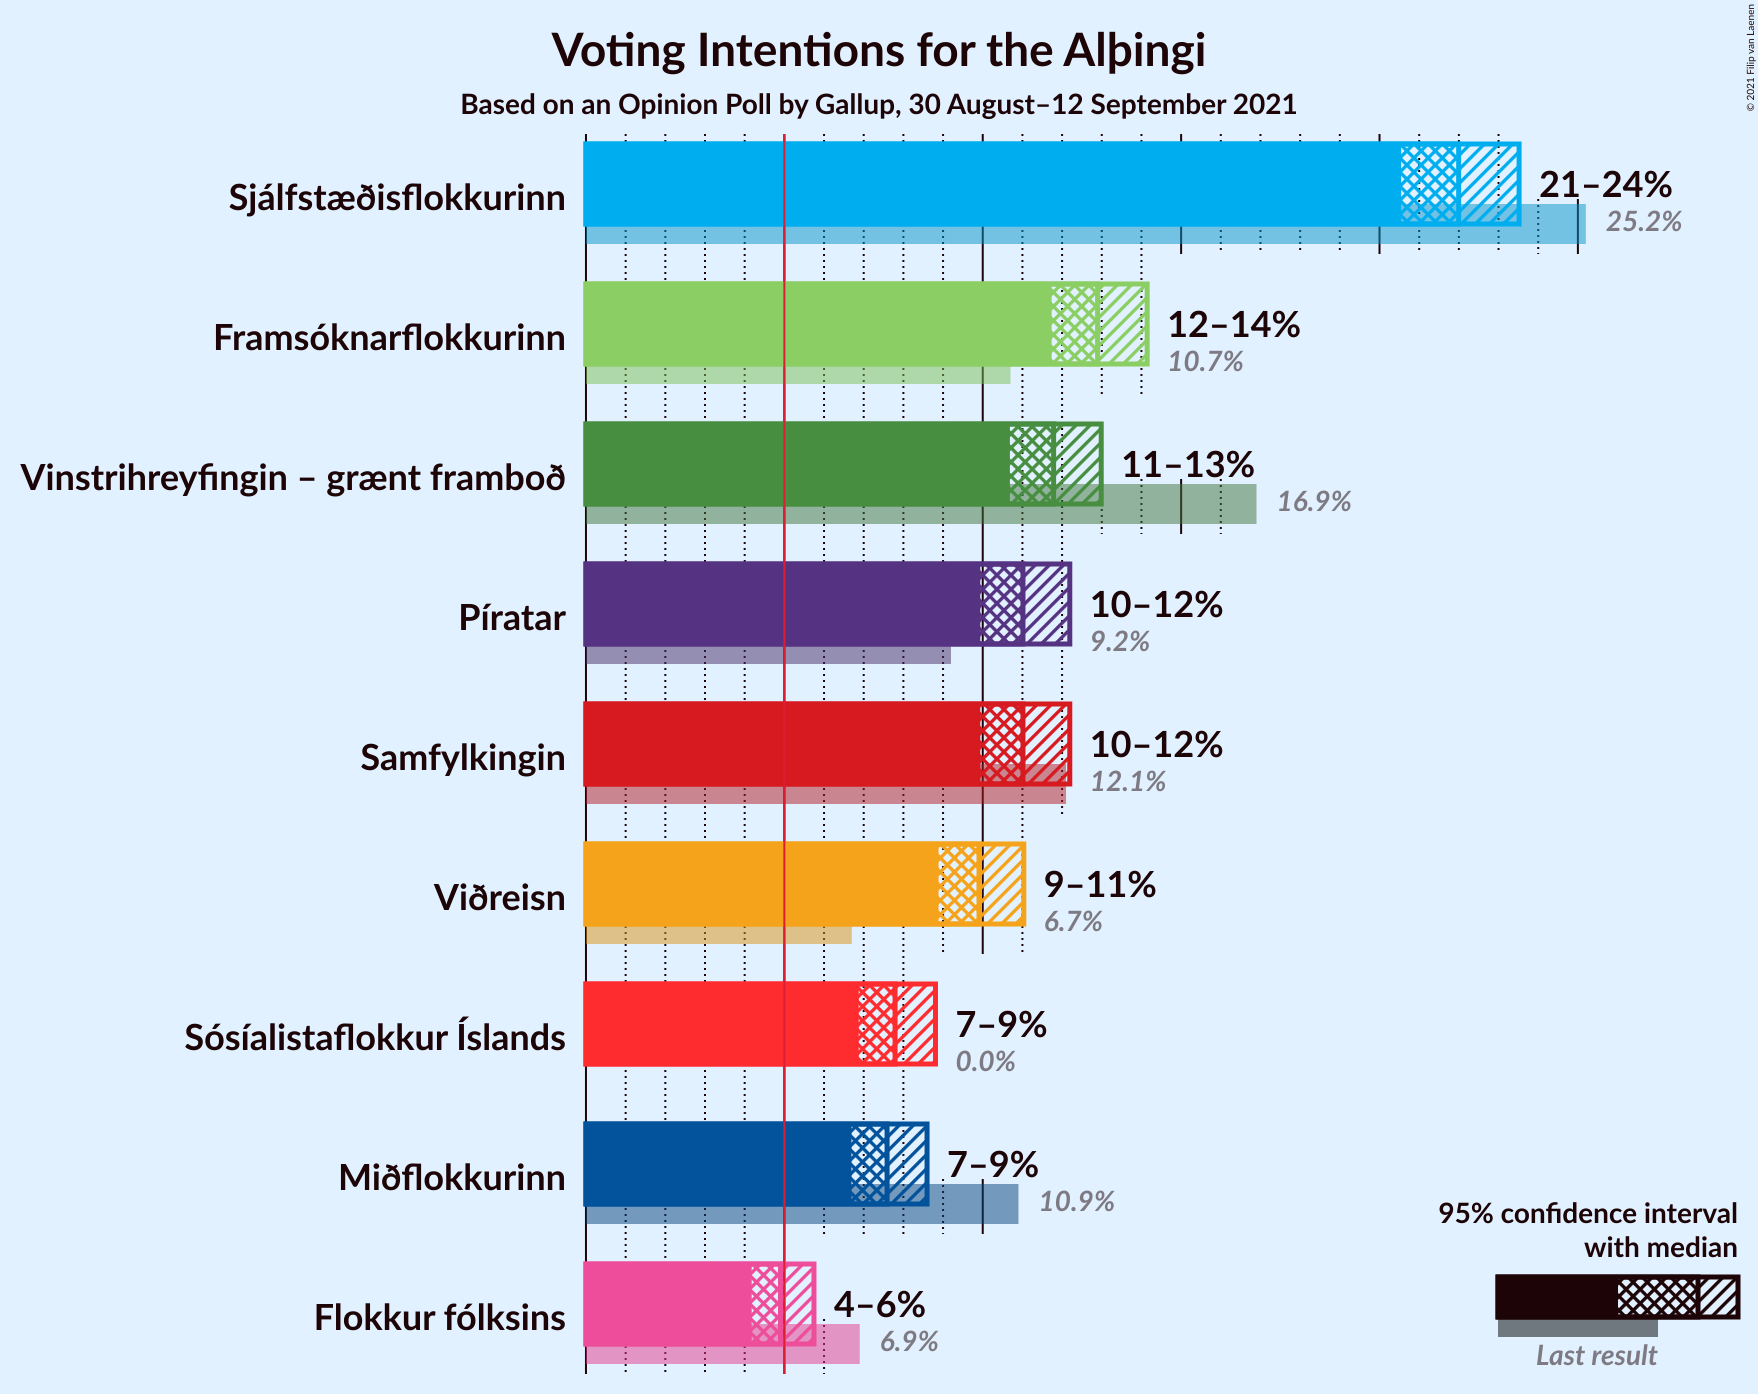 Voting Intentions for the Alþingi
Based on an Opinion Poll by Gallup, 30 August–12 September 2021
© 2021 Filip van Laenen
Sjálfstæðisflokkurinn
21–24%
25.2%
Framsóknarflokkurinn
12–14%
10.7%
Vinstrihreyfingin – grænt framboð
11–13%
16.9%
Píratar
10–12%
9.2%
Samfylkingin
10–12%
12.1%
Viðreisn
9–11%
6.7%
Sósíalistaflokkur Íslands
7–9%
0.0%
Miðflokkurinn
7–9%
10.9%
Flokkur fólksins
4–6%
6.9%
95% confidence interval
with median
Last result